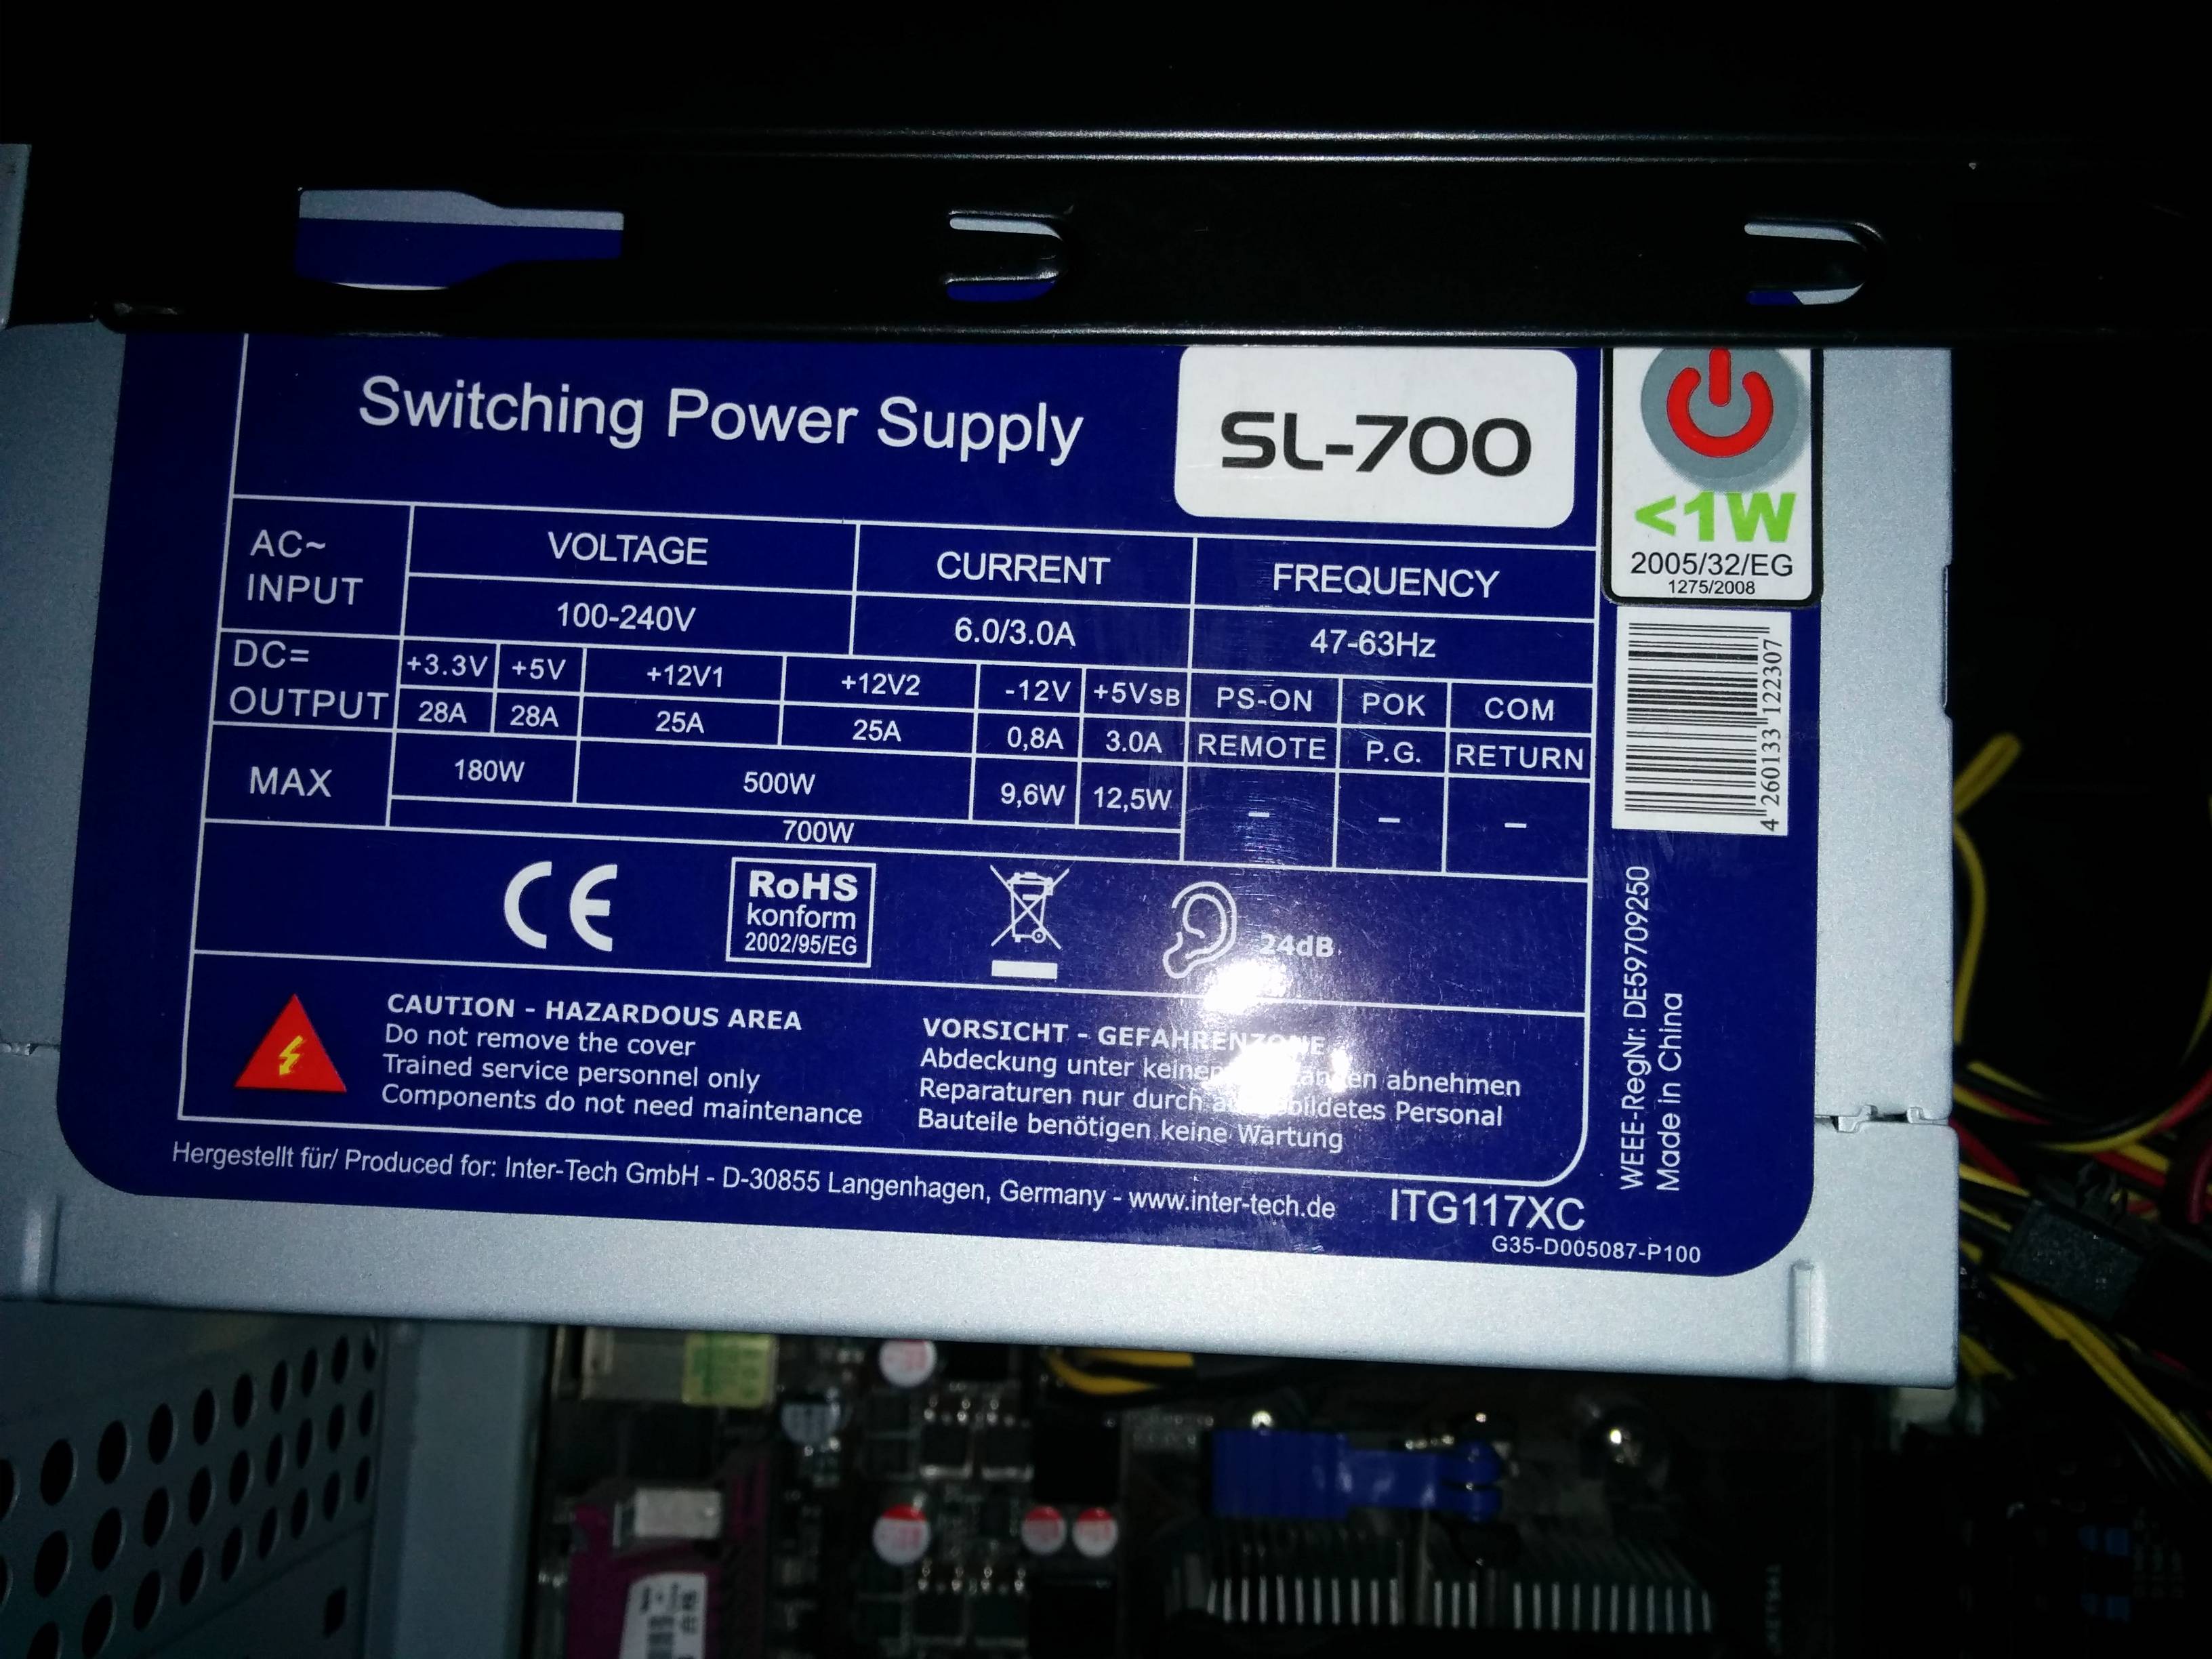 Switching Power Supply
SL-700
<1W
2005/32/EG
1275/2008
AC~ INPUT
VOLTAGE CURRENT FREQUENCY
100-240V 6.0/3.0A 47-63Hz
DC= OUTPUT
+3.3V +5V +12V1 +12V2 -12V +5VSB PS-ON POK COM
28A 28A 25A 25A 0,8A 3.0A REMOTE P.G. RETURN
MAX 180W 500W 9,6W 12,5W – – –
700W
4 260133 122307
CE
RoHS
konform
2002/95/EG
24dB
CAUTION - HAZARDOUS AREA
Do not remove the cover
Trained service personnel only
Components do not need maintenance
VORSICHT - GEFAHRENZONE
Abdeckung unter abnehmen
Reparaturen nur durch Personal
Bauteile benötigen keine Wartung
WEEE-RegNr: DE59709250
Made in China
Hergestellt für/ Produced for: Inter-Tech GmbH - D-30855 Langenhagen, Germany - www.inter-tech.de
ITG117XC
G35-D005087-P100